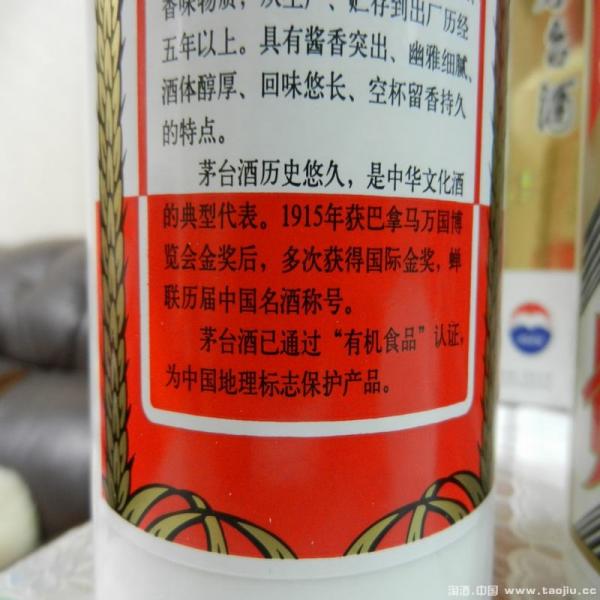 香味物质，从生产、贮存到出厂历经
五年以上。具有酱香突出、幽雅细腻、
酒体醇厚、回味悠长、空杯留香持久
的特点。
茅台酒历史悠久，是中华文化酒
的典型代表。1915年获巴拿马万国博
览会金奖后，多次获得国际金奖，蝉
联历届中国名酒称号。
茅台酒已通过“有机食品”认证，
为中国地理标志保护产品。
台酒
淘酒.中国 www.taojiu.cc